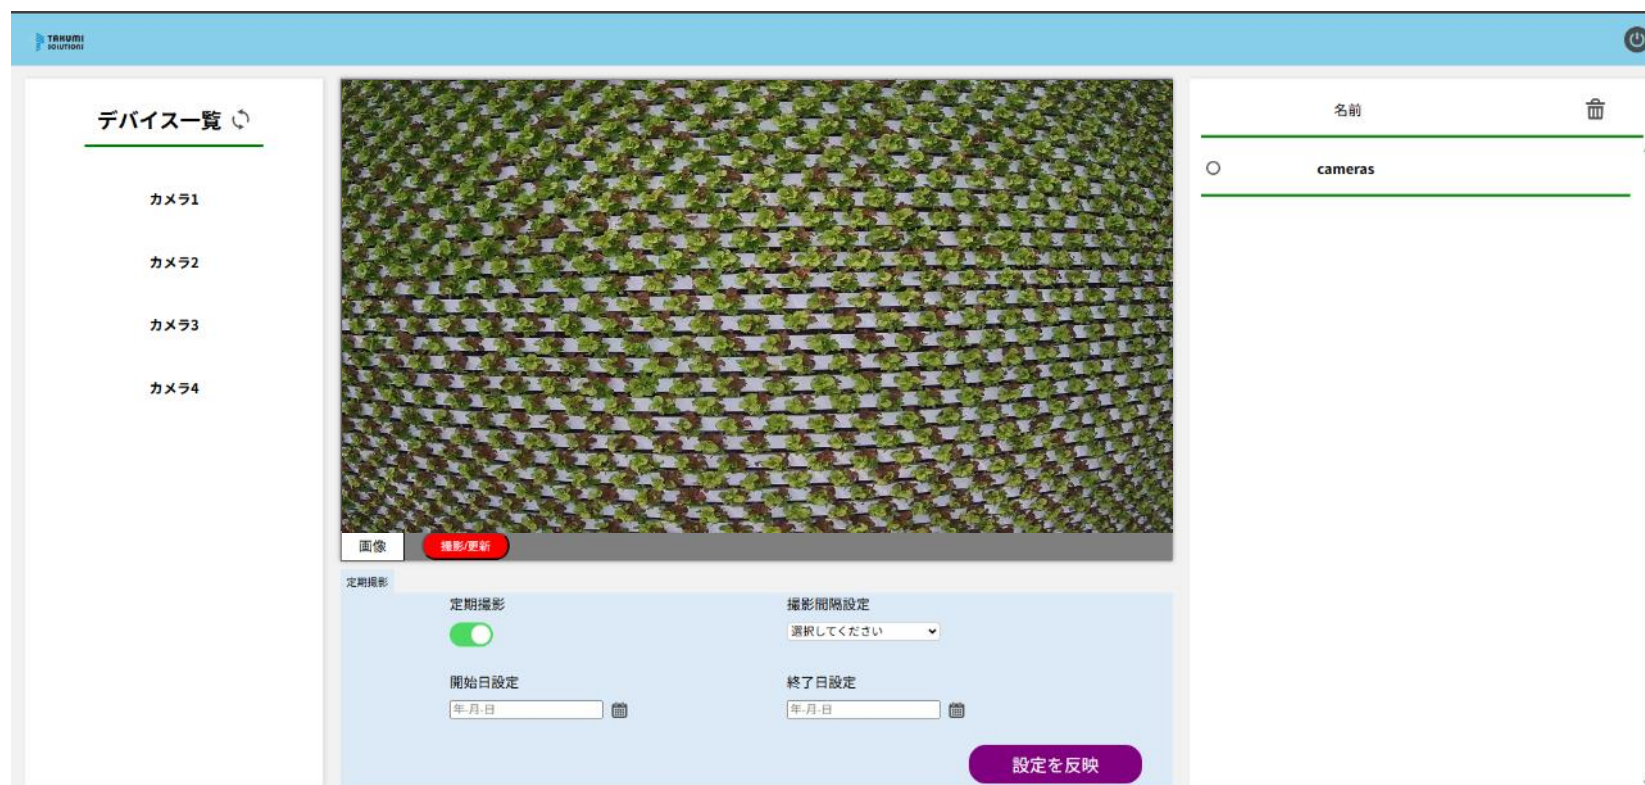 TAKUMI
SOLUTIONS
デバイス一覧
カメラ1
カメラ2
カメラ3
カメラ4
画像
撮影/更新
定期撮影
定期撮影
撮影間隔設定
選択してください
開始日設定
終了日設定
年-月-日
年-月-日
設定を反映
名前
cameras